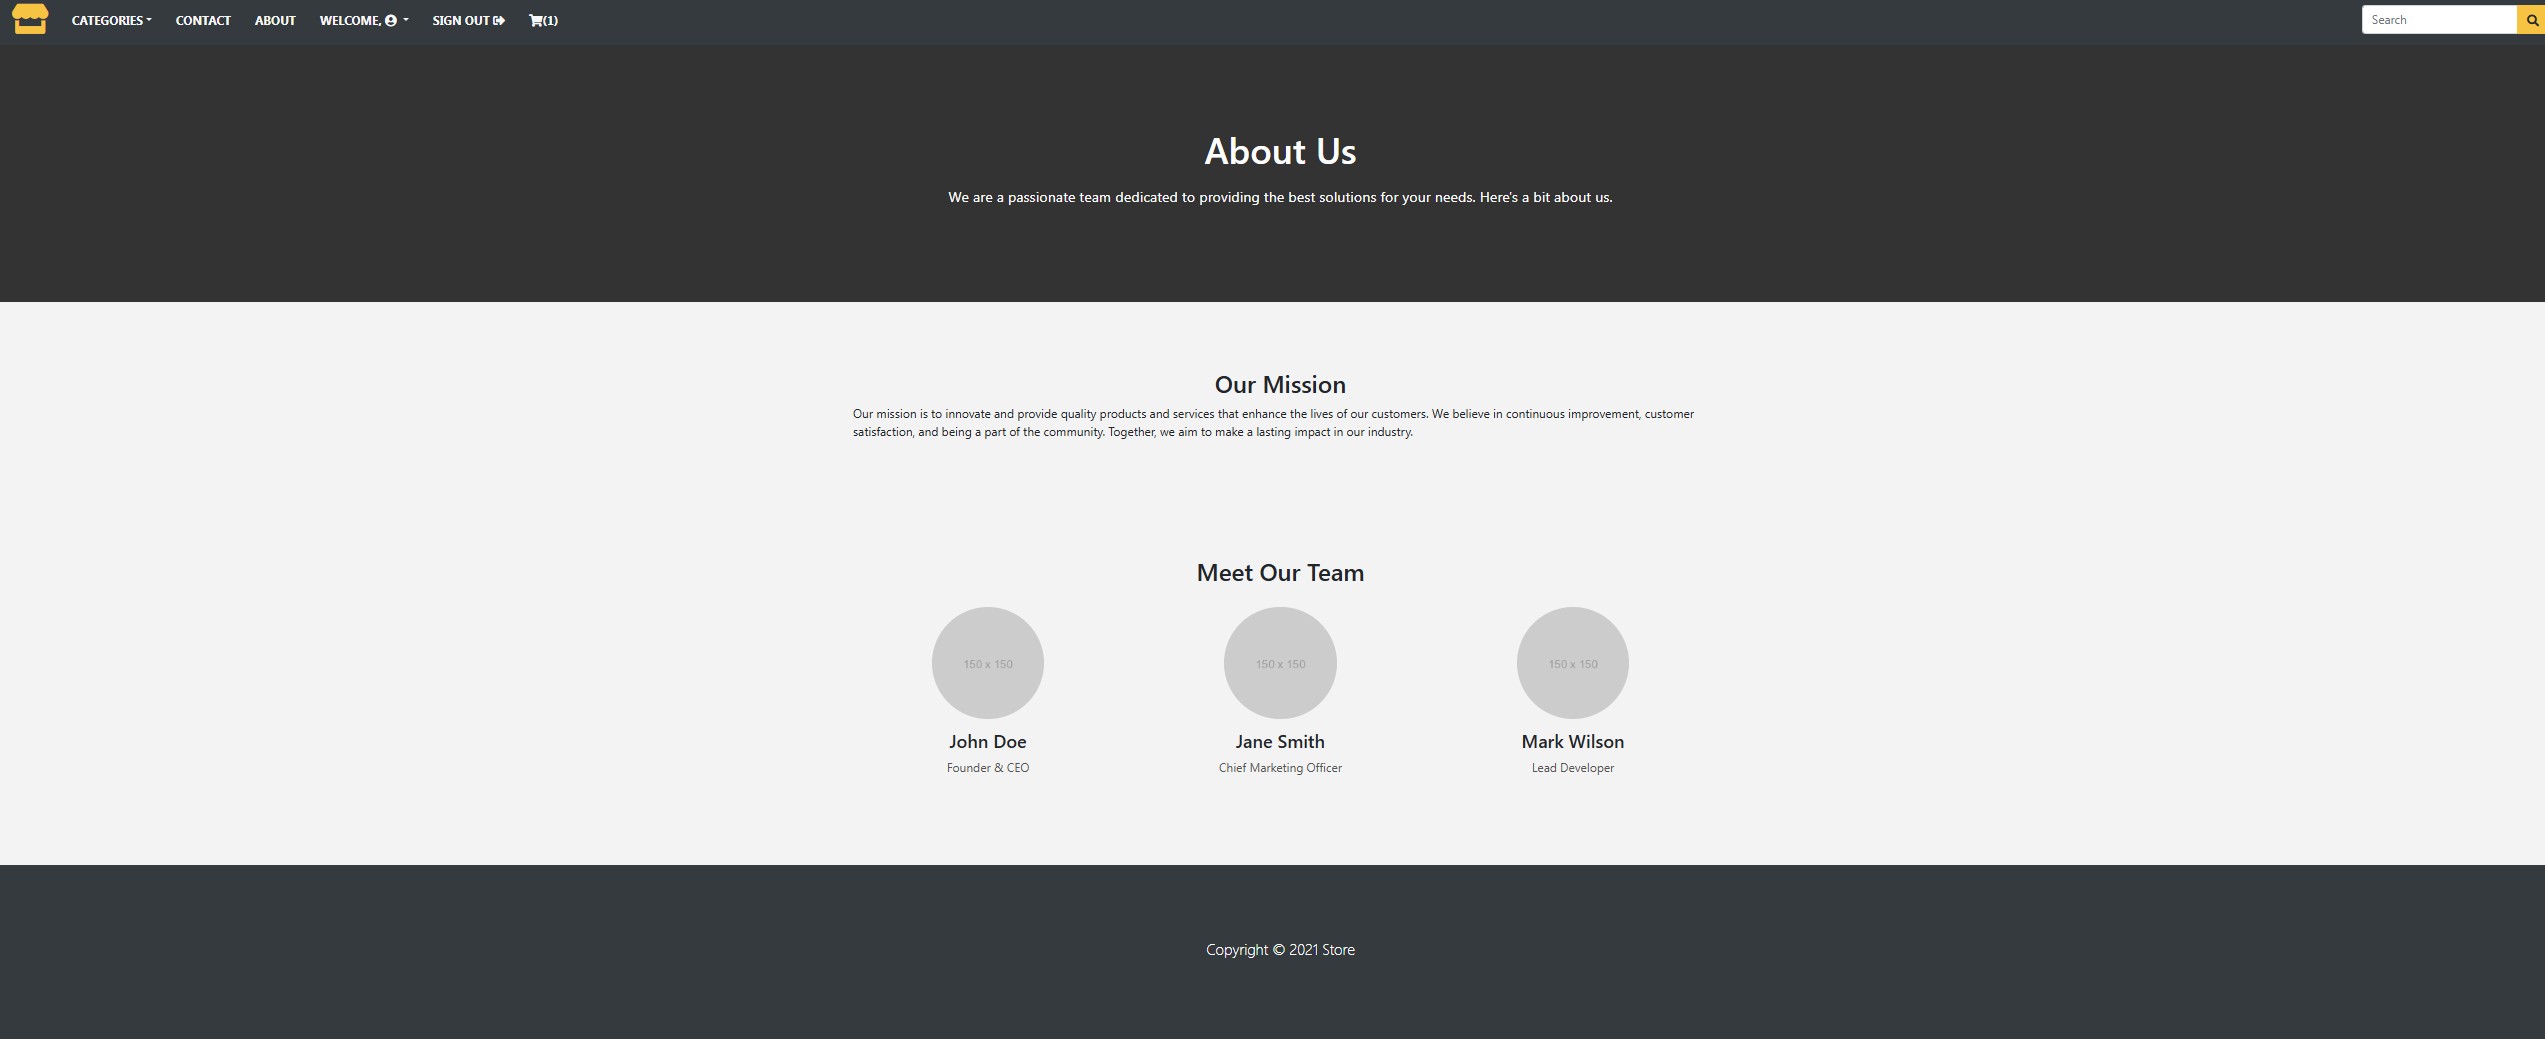 CATEGORIES CONTACT ABOUT WELCOME, SIGN OUT (1) Search
About Us
We are a passionate team dedicated to providing the best solutions for your needs. Here's a bit about us.
Our Mission
Our mission is to innovate and provide quality products and services that enhance the lives of our customers. We believe in continuous improvement, customer
satisfaction, and being a part of the community. Together, we aim to make a lasting impact in our industry.
Meet Our Team
150 x 150 150 x 150 150 x 150
John Doe Jane Smith Mark Wilson
Founder & CEO Chief Marketing Officer Lead Developer
Copyright © 2021 Store